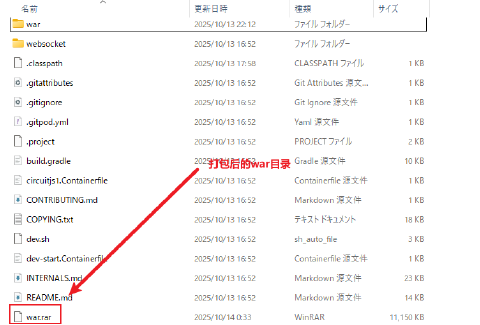 名前 更新日時 種類 サイズ
war 2025/10/13 22:12 ファイル フォルダー
websocket 2025/10/13 16:52 ファイル フォルダー
.classpath 2025/10/13 17:58 CLASSPATH ファイル 1 KB
.gitattributes 2025/10/13 16:52 Git Attributes 源文... 1 KB
.gitignore 2025/10/13 16:52 Git Ignore 源文件 1 KB
.gitpod.yml 2025/10/13 16:52 Yaml 源文件 1 KB
.project 2025/10/13 16:52 PROJECT ファイル 2 KB
build.gradle 2025/10/13 16:52 Gradle 源文件 10 KB
打包后的war目录
circuitjs1.Containerfile 2025/10/13 16:52 Containerfile 源文件 1 KB
CONTRIBUTING.md 2025/10/13 16:52 Markdown 源文件 1 KB
COPYING.txt 2025/10/13 16:52 テキスト ドキュメント 18 KB
dev.sh 2025/10/13 16:52 sh_auto_file 3 KB
dev-start.Containerfile 2025/10/13 16:52 Containerfile 源文件 1 KB
INTERNALS.md 2025/10/13 16:52 Markdown 源文件 23 KB
README.md 2025/10/13 16:52 Markdown 源文件 14 KB
war.rar 2025/10/14 0:33 WinRAR 11,150 KB